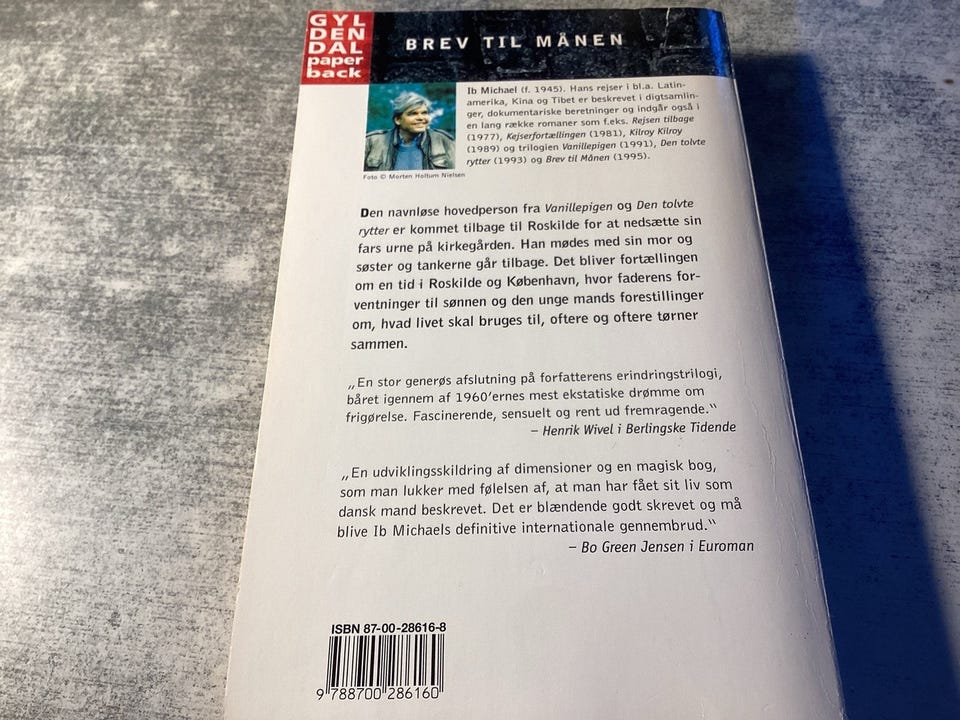 GYL
DEN
DAL
paper
back
BREV TIL MÅNEN
Ib Michael (f. 1945). Hans rejser i bl.a. Latin-
amerika, Kina og Tibet er beskrevet i digtsamlin-
ger, dokumentariske beretninger og indgår også i
en lang række romaner som f.eks. Rejsen tilbage
(1977), Kejserfortællingen (1981), Kilroy Kilroy
(1989) og trilogien Vanillepigen (1991), Den tolvte
rytter (1993) og Brev til Månen (1995).
Foto © Morten Holtum Nielsen
Den navnløse hovedperson fra Vanillepigen og Den tolvte
rytter er kommet tilbage til Roskilde for at nedsætte sin
fars urne på kirkegården. Han mødes med sin mor og
søster og tankerne går tilbage. Det bliver fortællingen
om en tid i Roskilde og København, hvor faderens for-
ventninger til sønnen og den unge mands forestillinger
om, hvad livet skal bruges til, oftere og oftere tørner
sammen.
„En stor generøs afslutning på forfatterens erindringstrilogi,
båret igennem af 1960'ernes mest ekstatiske drømme om
frigørelse. Fascinerende, sensuelt og rent ud fremragende.“
– Henrik Wivel i Berlingske Tidende
„En udviklingsskildring af dimensioner og en magisk bog,
som man lukker med følelsen af, at man har fået sit liv som
dansk mand beskrevet. Det er blændende godt skrevet og må
blive Ib Michaels definitive internationale gennembrud.“
– Bo Green Jensen i Euroman
ISBN 87-00-28616-8
9 788700 286160